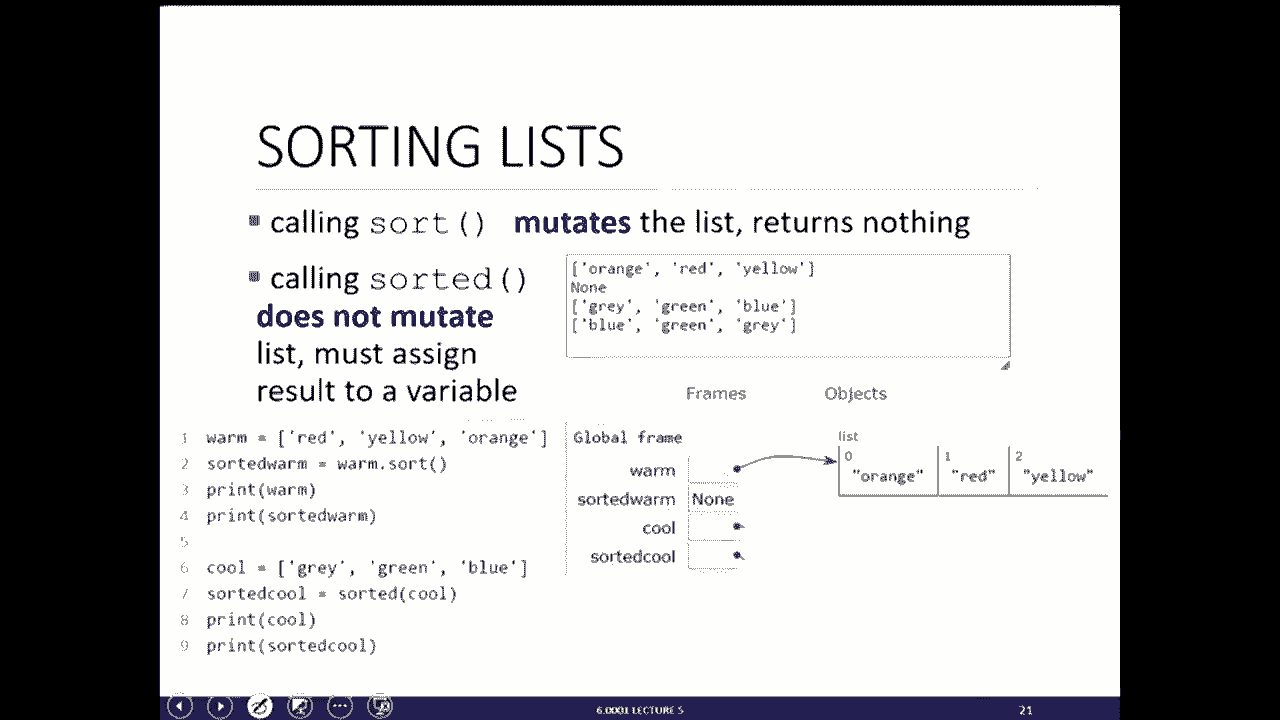 SORTING LISTS
▪ calling sort() mutates the list, returns nothing
▪ calling sorted()
does not mutate
list, must assign
result to a variable
['orange', 'red', 'yellow']
None
['grey', 'green', 'blue']
['blue', 'green', 'grey']
1 warm = ['red', 'yellow', 'orange']
2 sortedwarm = warm.sort()
3 print(warm)
4 print(sortedwarm)
5
6 cool = ['grey', 'green', 'blue']
7 sortedcool = sorted(cool)
8 print(cool)
9 print(sortedcool)
Frames Objects
Global frame
warm
sortedwarm None
cool
sortedcool
list
0 1 2
"orange" "red" "yellow"
6.0001 LECTURE 5
21